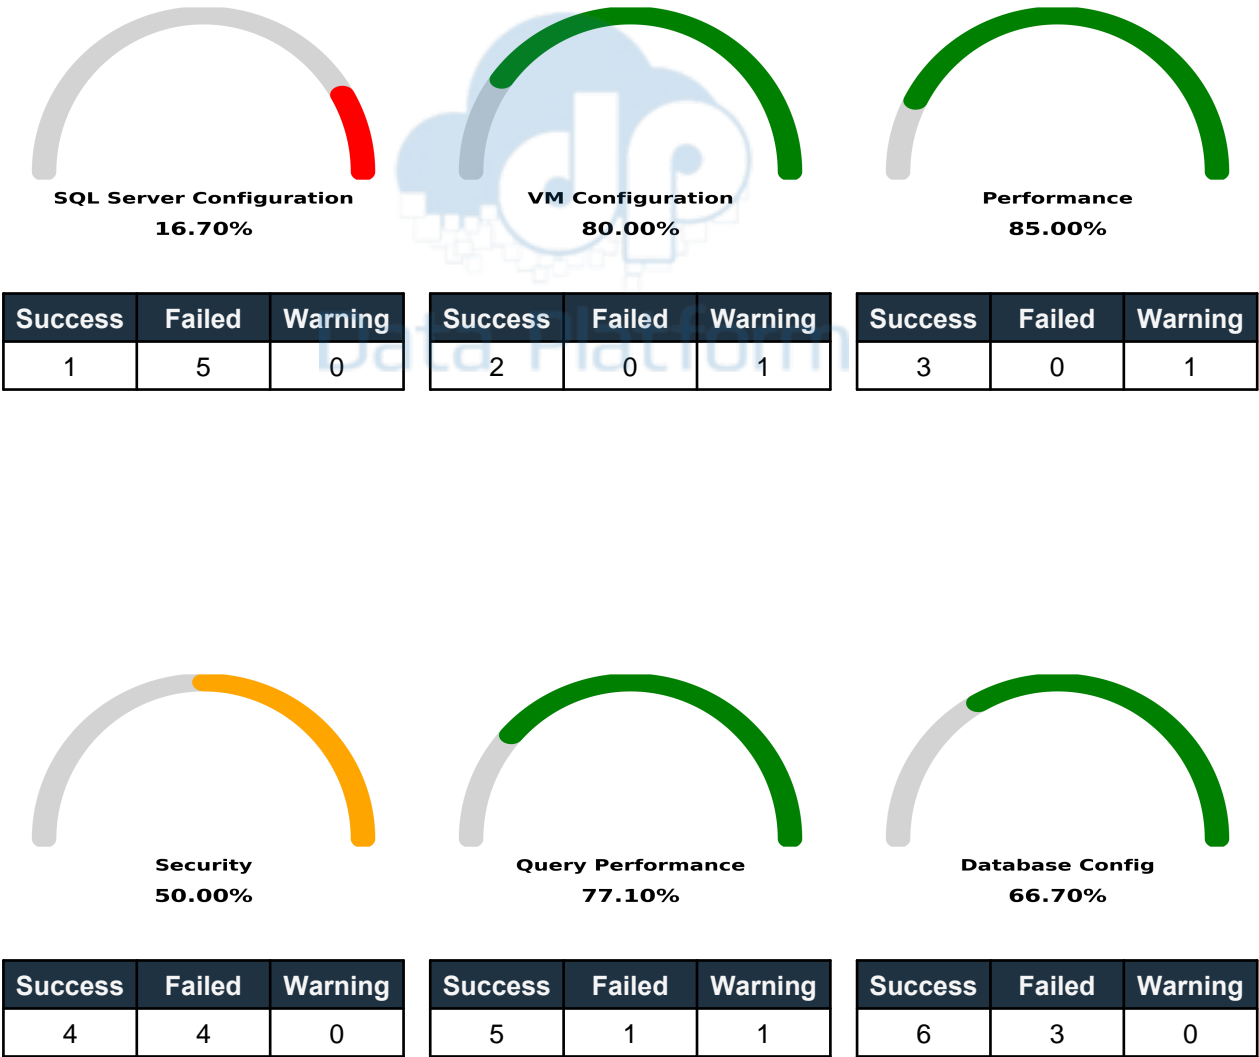 SQL Server Configuration
16.70%
VM Configuration
80.00%
Performance
85.00%
Success Failed Warning
1 5 0
Success Failed Warning
2 0 1
Success Failed Warning
3 0 1
dp
Data Platform
Security
50.00%
Query Performance
77.10%
Database Config
66.70%
Success Failed Warning
4 4 0
Success Failed Warning
5 1 1
Success Failed Warning
6 3 0